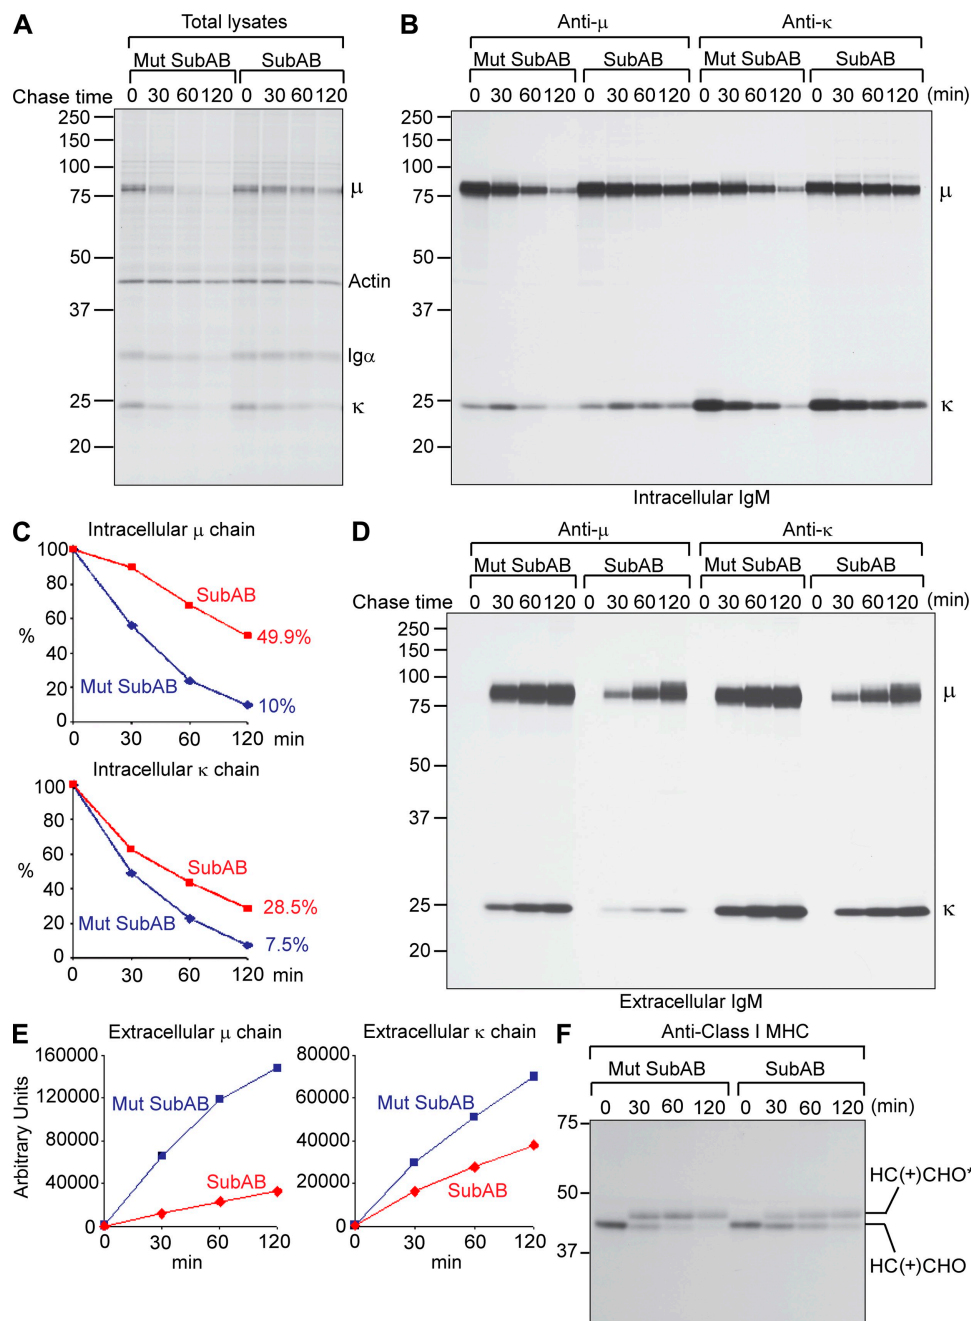 A
Total lysates
Mut SubAB SubAB
Chase time 0 30 60 120 0 30 60 120
250
150
100
75
50
37
25
20
μ
Actin
Igα
κ
B
Anti-μ Anti-κ
Mut SubAB SubAB Mut SubAB SubAB
0 30 60 120 0 30 60 120 0 30 60 120 0 30 60 120 (min)
250
150
100
75
50
37
25
20
μ
κ
Intracellular IgM
C
Intracellular μ chain
100
80
60
40
20
0
%
SubAB
49.9%
Mut SubAB
10%
0 30 60 120 min
Intracellular κ chain
100
80
60
40
20
0
%
SubAB
28.5%
Mut SubAB
7.5%
0 30 60 120 min
D
Anti-μ Anti-κ
Mut SubAB SubAB Mut SubAB SubAB
Chase time 0 30 60 120 0 30 60 120 0 30 60 120 0 30 60 120 (min)
250
150
100
75
50
37
25
20
μ
κ
Extracellular IgM
E
Extracellular μ chain
Arbitrary Units
160000
120000
80000
40000
0
Mut SubAB
SubAB
0 30 60 120
min
Extracellular κ chain
80000
60000
40000
20000
0
Mut SubAB
SubAB
0 30 60 120
min
F
Anti-Class I MHC
Mut SubAB SubAB
0 30 60 120 0 30 60 120 (min)
75
50
37
HC(+)CHO*
HC(+)CHO